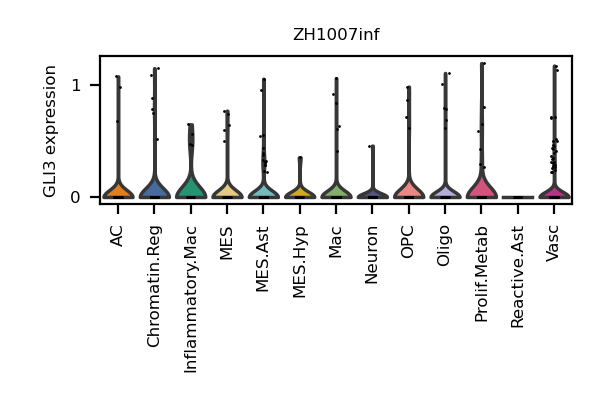 ZH1007inf
GLI3 expression
1
0
AC
Chromatin.Reg
Inflammatory.Mac
MES
MES.Ast
MES.Hyp
Mac
Neuron
OPC
Oligo
Prolif.Metab
Reactive.Ast
Vasc